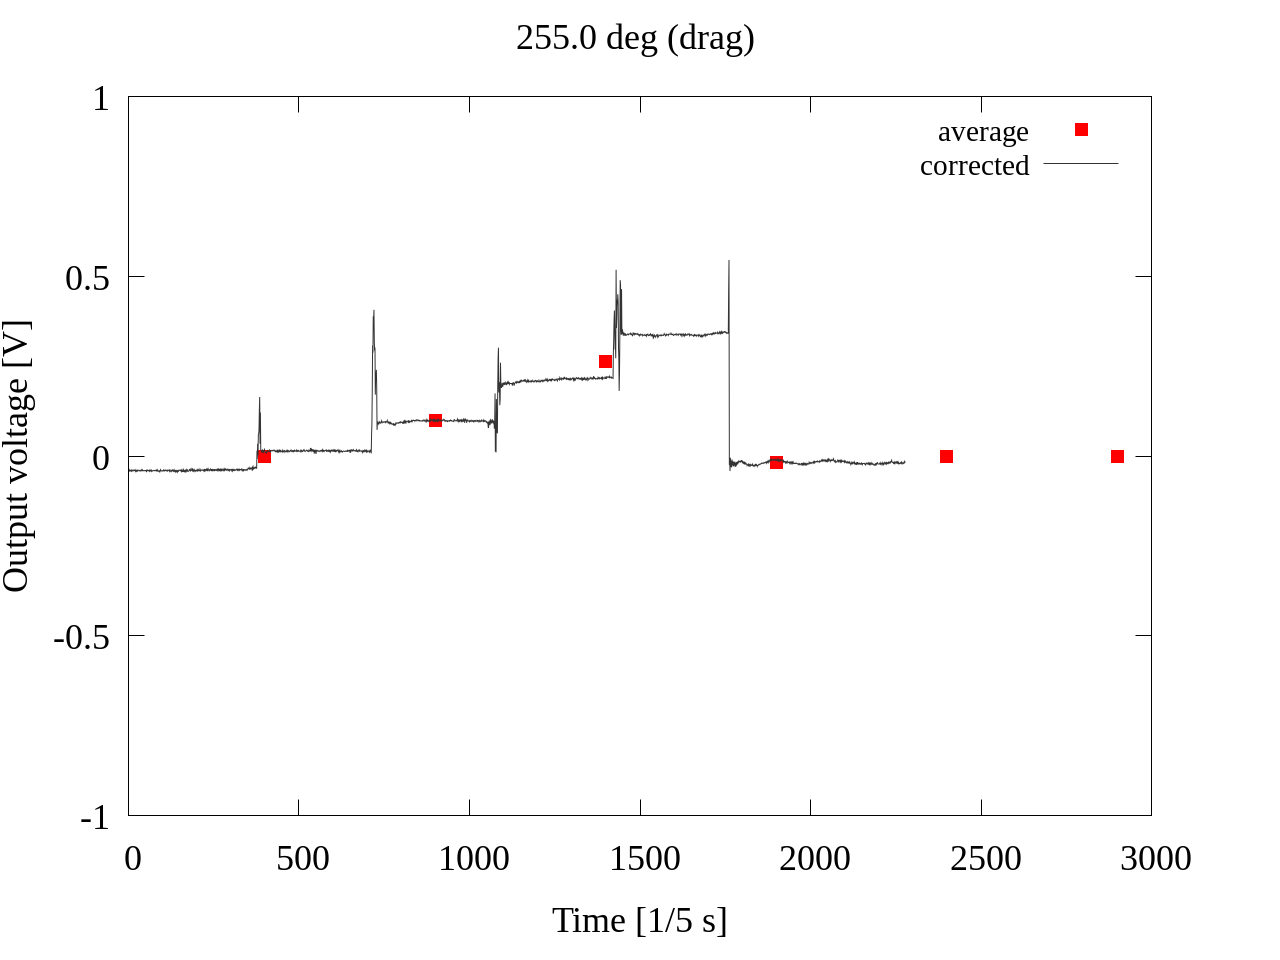 255.0 deg (drag)
average
corrected
1
0.5
0
-0.5
-1
Output voltage [V]
0 500 1000 1500 2000 2500 3000
Time [1/5 s]